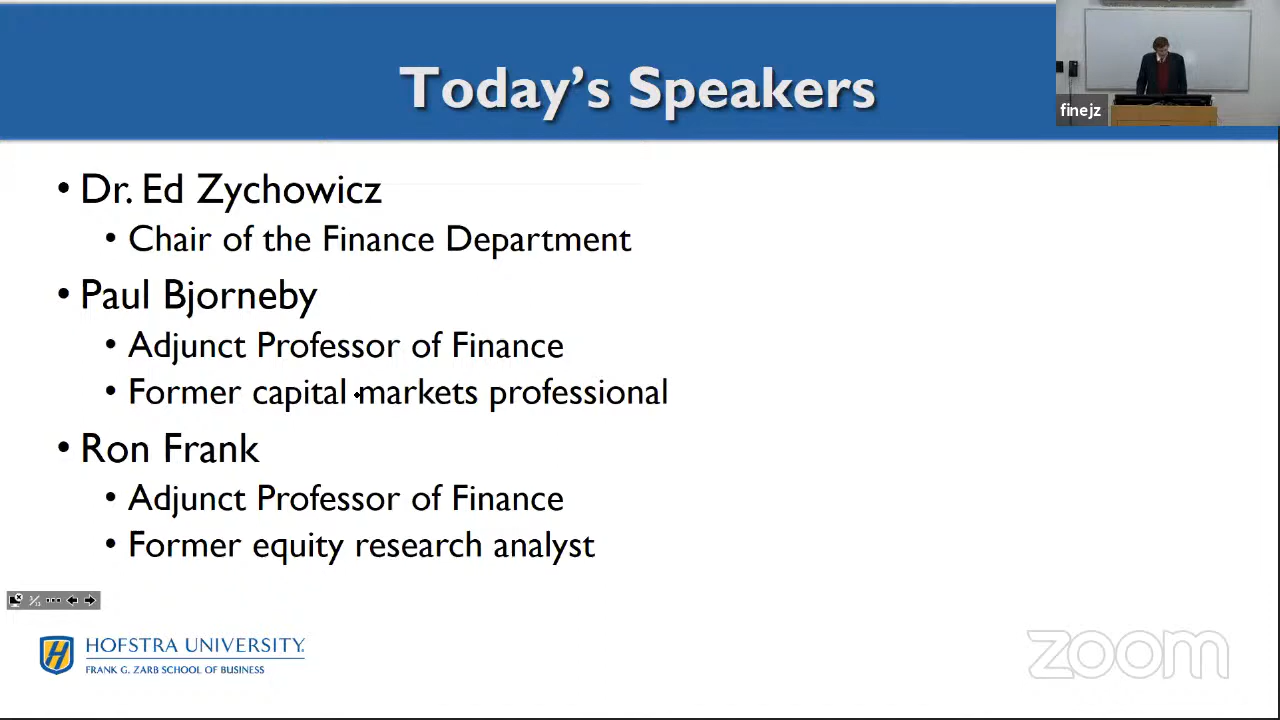 Today's Speakers
finejz
• Dr. Ed Zychowicz
• Chair of the Finance Department
• Paul Bjorneby
• Adjunct Professor of Finance
• Former capital markets professional
• Ron Frank
• Adjunct Professor of Finance
• Former equity research analyst
3/13
HOFSTRA UNIVERSITY.
FRANK G. ZARB SCHOOL OF BUSINESS
zoom